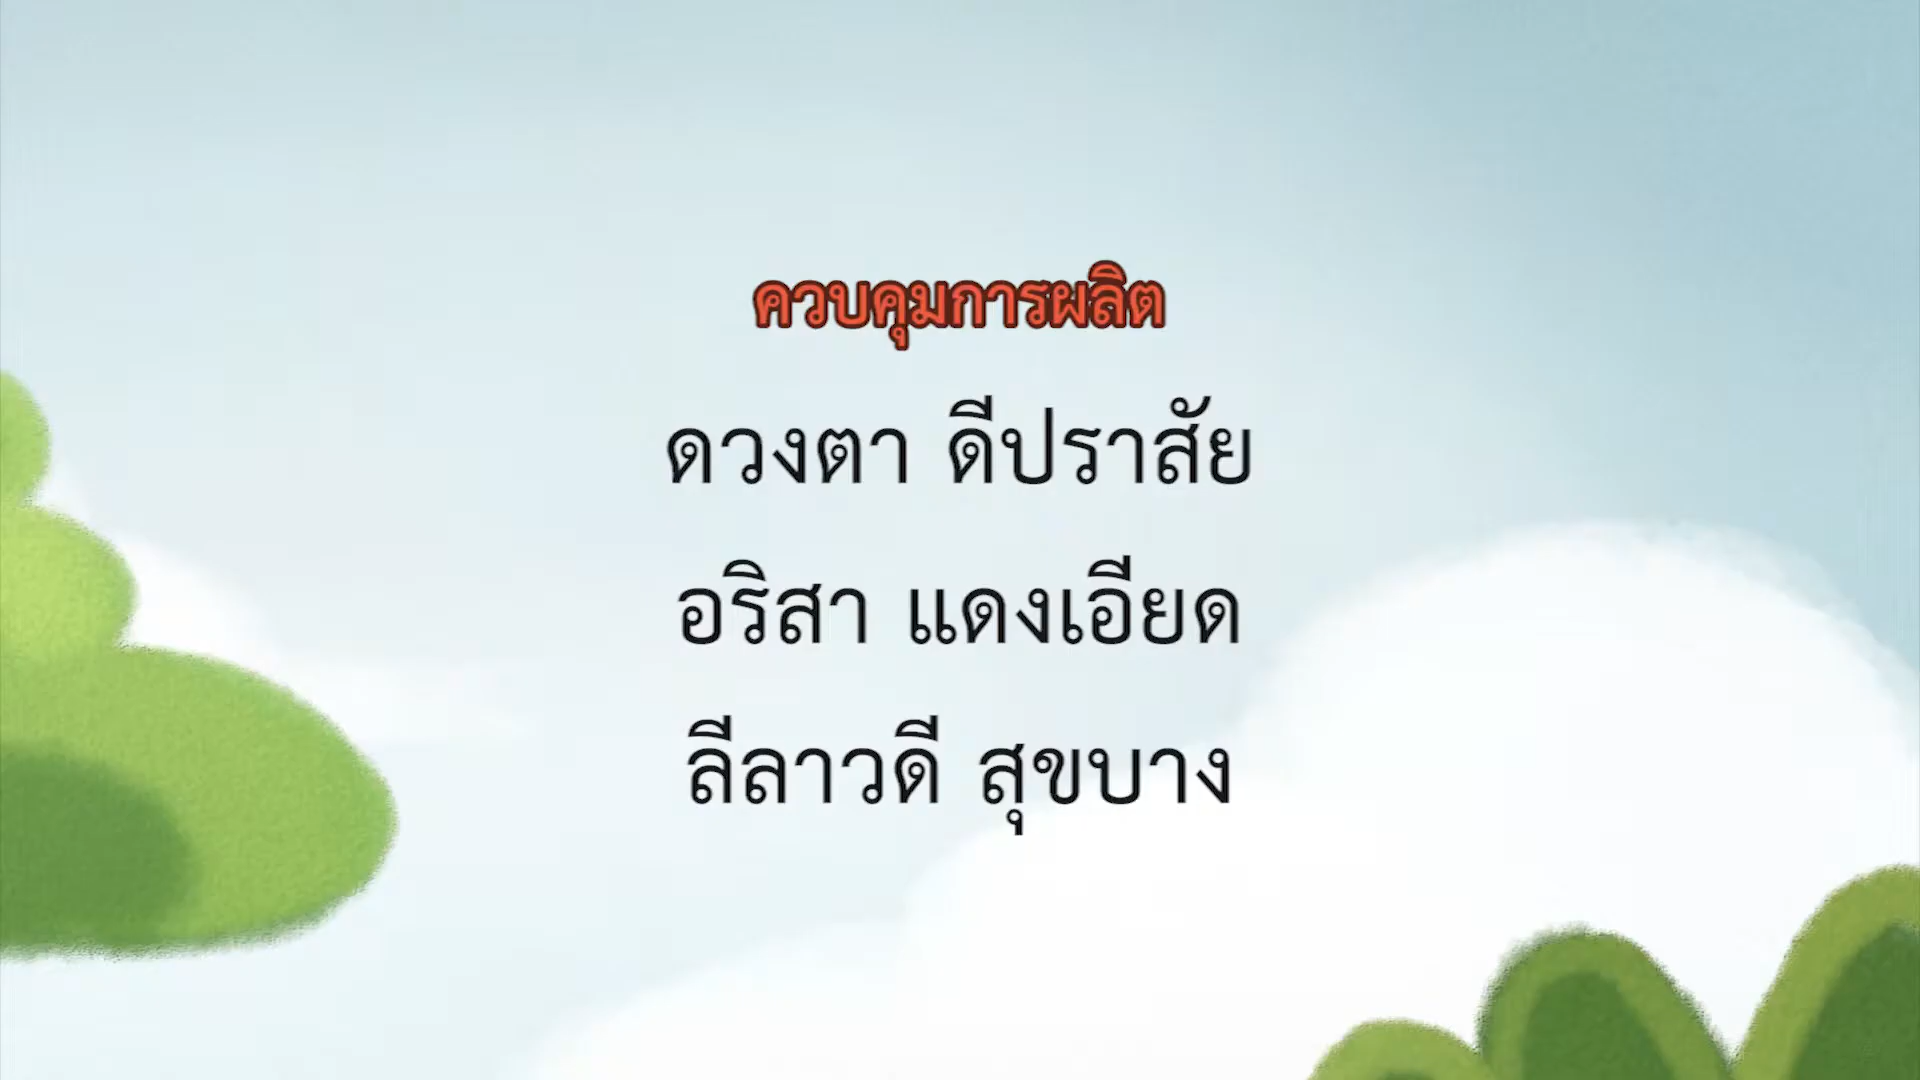 ควบคุมการผลิต
ดวงตา ดีปราสัย
อริสา แดงเอียด
ลีลาวดี สุขบาง